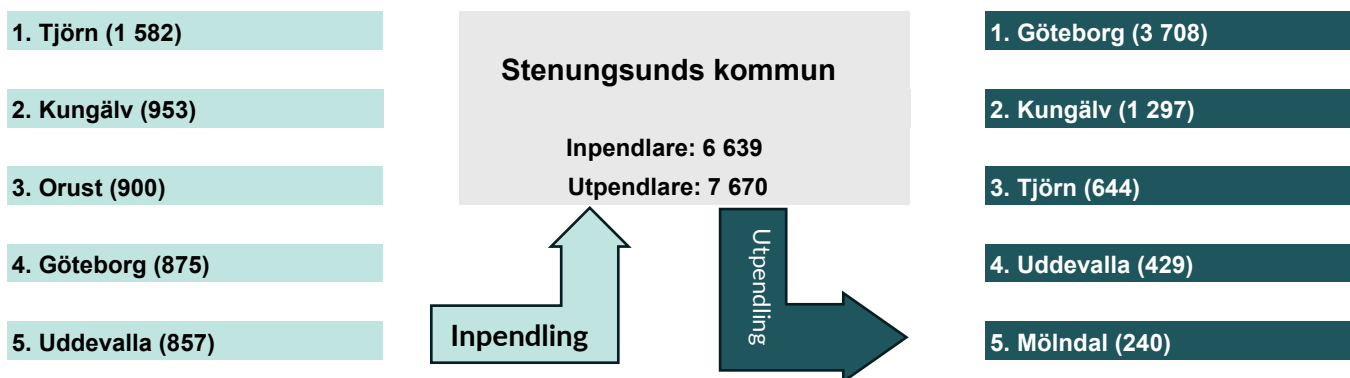 1. Tjörn (1 582)
2. Kungälv (953)
3. Orust (900)
4. Göteborg (875)
5. Uddevalla (857)
Stenungsunds kommun
Inpendlare: 6 639
Utpendlare: 7 670
Inpendling
Utpendling
1. Göteborg (3 708)
2. Kungälv (1 297)
3. Tjörn (644)
4. Uddevalla (429)
5. Mölndal (240)